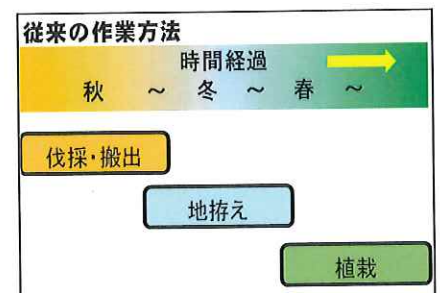 従来の作業方法
時間経過
秋 ～ 冬 ～ 春 ～
伐採・搬出
地拵え
植栽